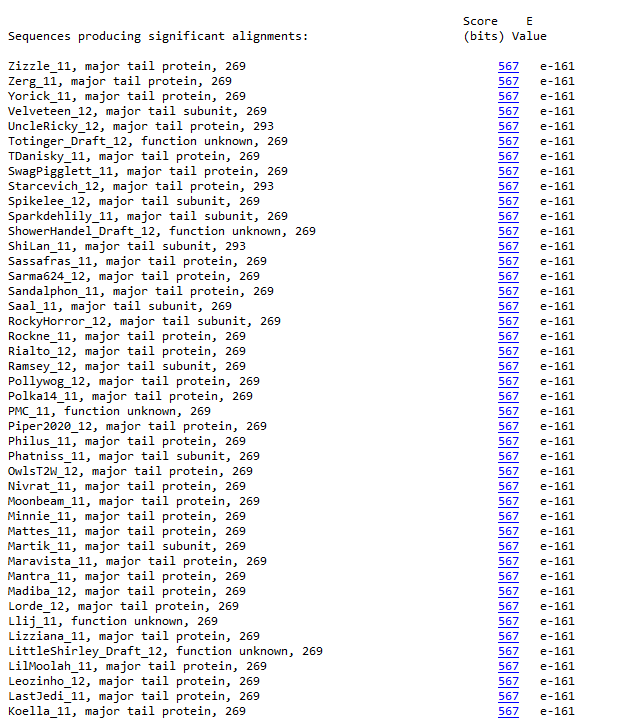 Score E
Sequences producing significant alignments: (bits) Value
Zizzle_11, major tail protein, 269 567 e-161
Zerg_11, major tail protein, 269 567 e-161
Yorick_11, major tail protein, 269 567 e-161
Velveteen_12, major tail subunit, 269 567 e-161
UncleRicky_12, major tail protein, 293 567 e-161
Totinger_Draft_12, function unknown, 269 567 e-161
TDanisky_11, major tail protein, 269 567 e-161
SwagPigglett_11, major tail protein, 269 567 e-161
Starcevich_12, major tail protein, 293 567 e-161
Spikelee_12, major tail subunit, 269 567 e-161
Sparkdehlily_11, major tail subunit, 269 567 e-161
ShowerHandel_Draft_12, function unknown, 269 567 e-161
ShiLan_11, major tail subunit, 293 567 e-161
Sassafras_11, major tail protein, 269 567 e-161
Sarma624_12, major tail protein, 269 567 e-161
Sandalphon_11, major tail protein, 269 567 e-161
Saal_11, major tail subunit, 269 567 e-161
RockyHorror_12, major tail subunit, 269 567 e-161
Rockne_11, major tail protein, 269 567 e-161
Rialto_12, major tail protein, 269 567 e-161
Ramsey_12, major tail subunit, 269 567 e-161
Pollywog_12, major tail protein, 269 567 e-161
Polka14_11, major tail protein, 269 567 e-161
PMC_11, function unknown, 269 567 e-161
Piper2020_12, major tail protein, 269 567 e-161
Philus_11, major tail protein, 269 567 e-161
Phatniss_11, major tail subunit, 269 567 e-161
OwlsT2W_12, major tail protein, 269 567 e-161
Nivrat_11, major tail protein, 269 567 e-161
Moonbeam_11, major tail protein, 269 567 e-161
Minnie_11, major tail protein, 269 567 e-161
Mattes_11, major tail protein, 269 567 e-161
Martik_11, major tail subunit, 269 567 e-161
Maravista_11, major tail protein, 269 567 e-161
Mantra_11, major tail protein, 269 567 e-161
Madiba_12, major tail protein, 269 567 e-161
Lorde_12, major tail protein, 269 567 e-161
Llij_11, function unknown, 269 567 e-161
Lizziana_11, major tail protein, 269 567 e-161
LittleShirley_Draft_12, function unknown, 269 567 e-161
LilMoolah_11, major tail protein, 269 567 e-161
Leozinho_12, major tail protein, 269 567 e-161
LastJedi_11, major tail protein, 269 567 e-161
Koella_11, major tail protein, 269 567 e-161